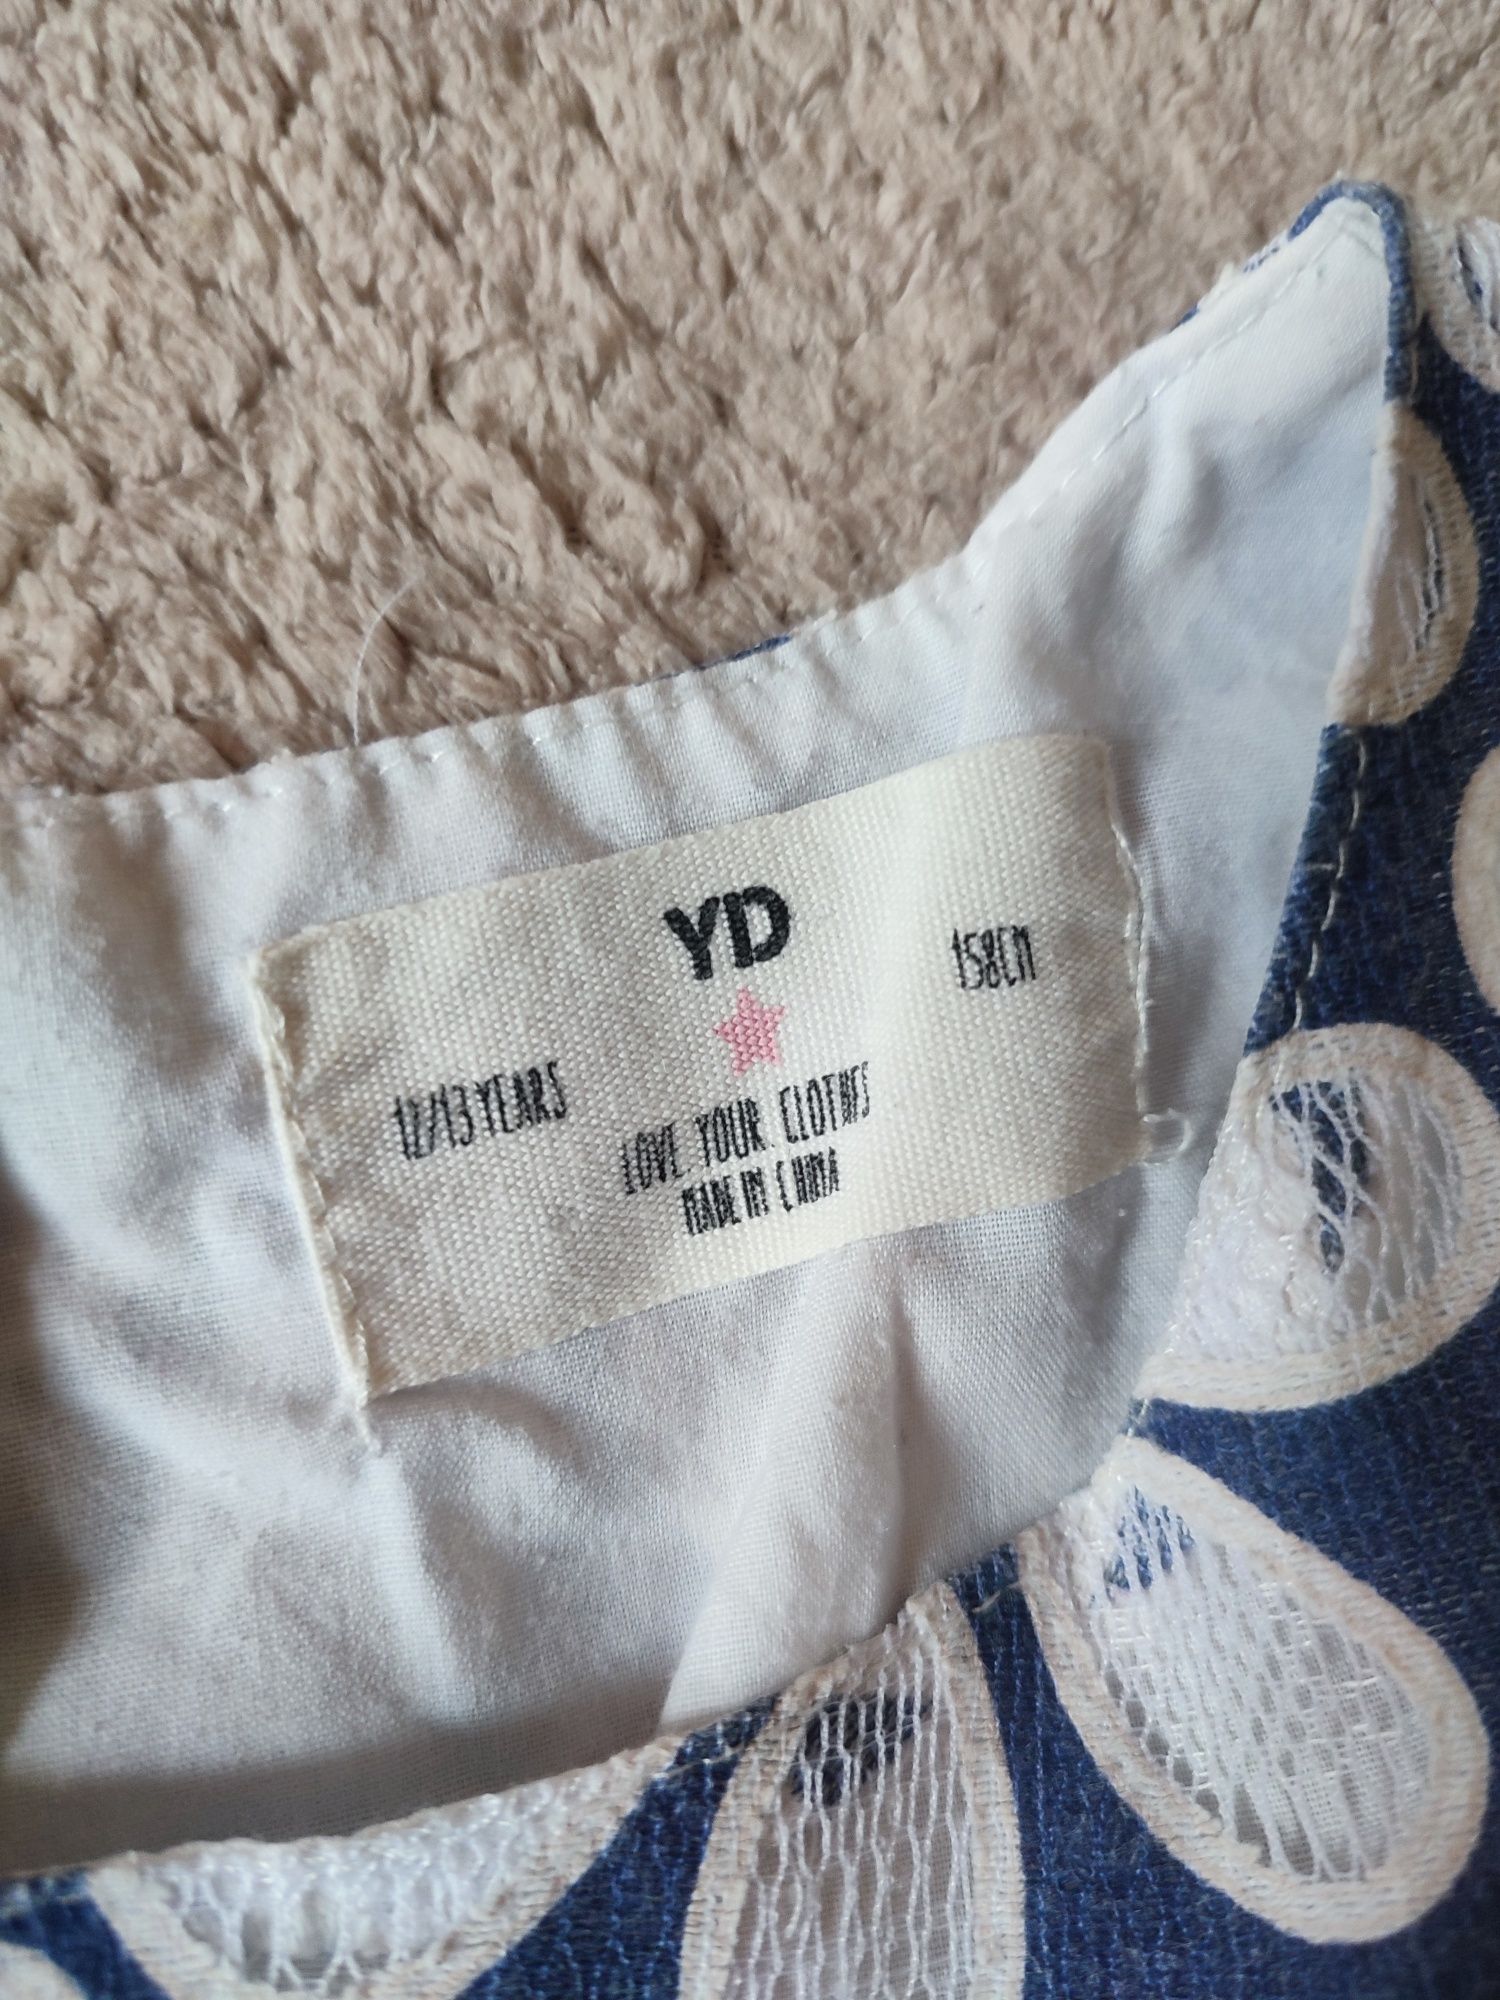 YD
158CM
12/13 YEARS
LOVE. YOUR. CLOTHES
MADE IN CHINA